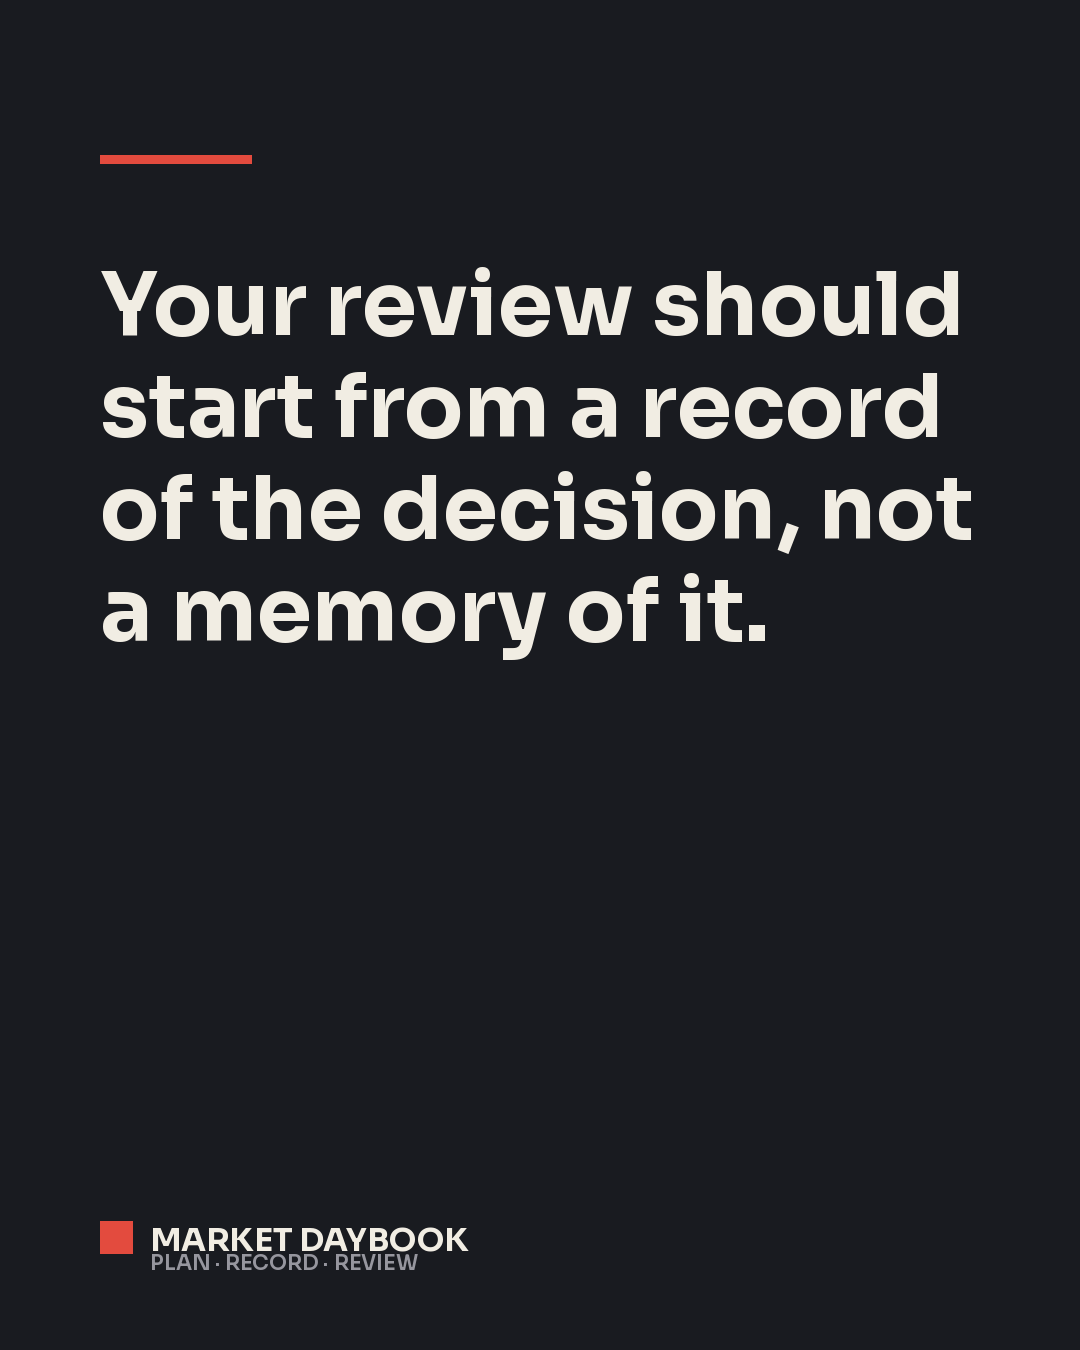 Your review should
start from a record
of the decision, not
a memory of it.
MARKET DAYBOOK
PLAN · RECORD · REVIEW